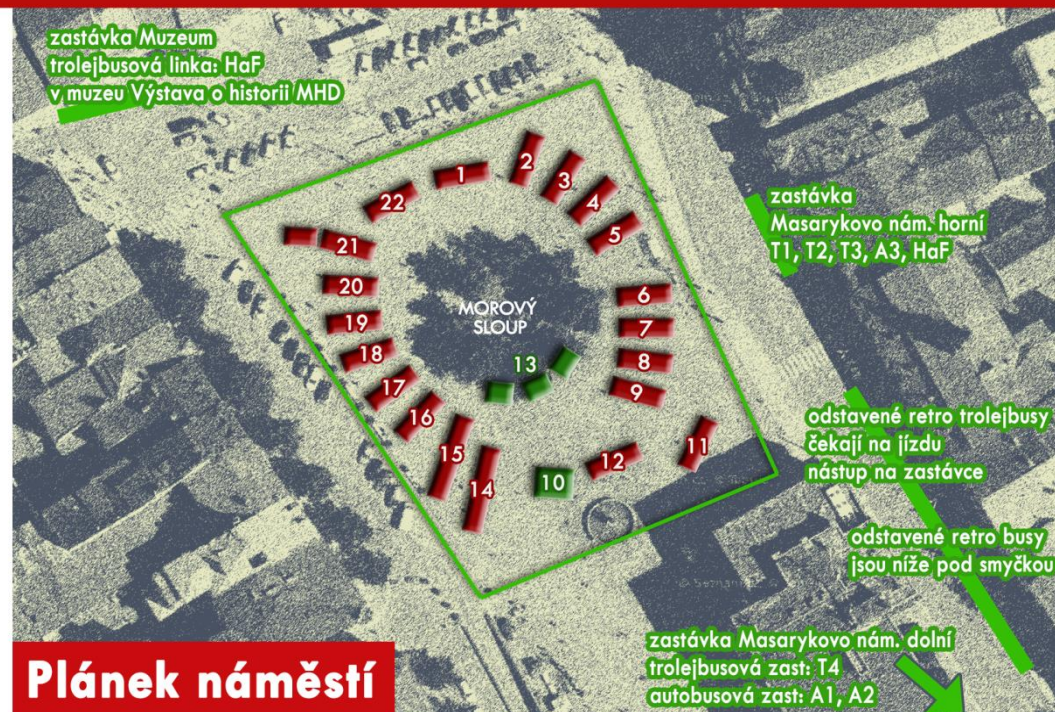 zastávka Muzeum
trolejbusová linka: HaF
v muzeu Výstava o historii MHD
1
2
3
4
5
22
21
20
19
18
17
16
15
14
MOROVÝ
SLOUP
13
6
7
8
9
10
12
11
zastávka
Masarykovo nám. horní
T1, T2, T3, A3, HaF
odstavené retro trolejbusy
čekají na jízdu
nástup na zastávce
odstavené retro busy
jsou níže pod smyčkou
zastávka Masarykovo nám. dolní
trolejbusová zast: T4
autobusová zast: A1, A2
Plánek náměstí